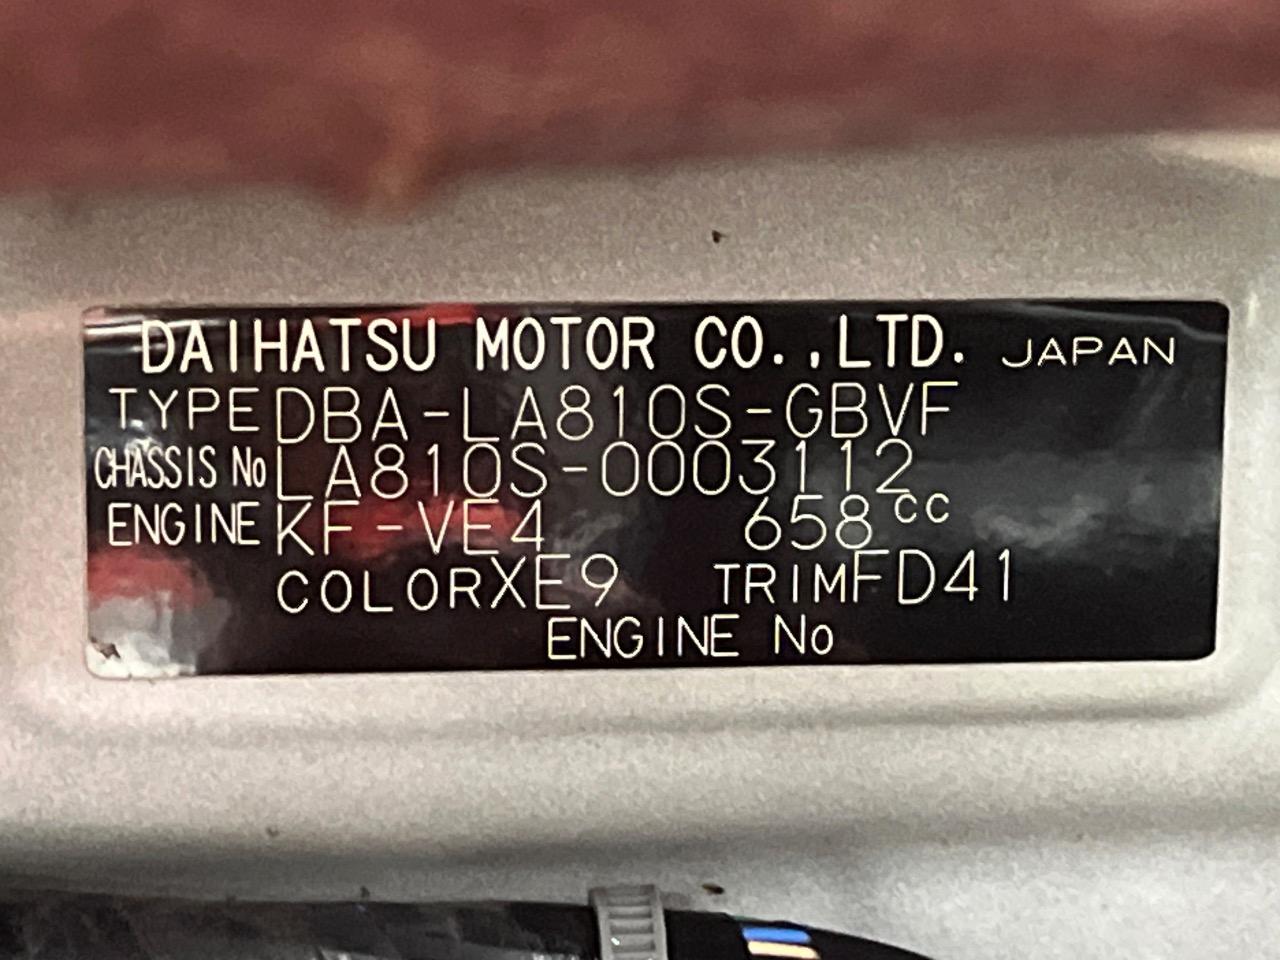 DAIHATSU MOTOR CO.,LTD. JAPAN
TYPE DBA-LA810S-GBVF
CHASSIS No LA810S-0003112
ENGINE KF-VE4 658cc
COLOR XE9 TRIM FD41
ENGINE No